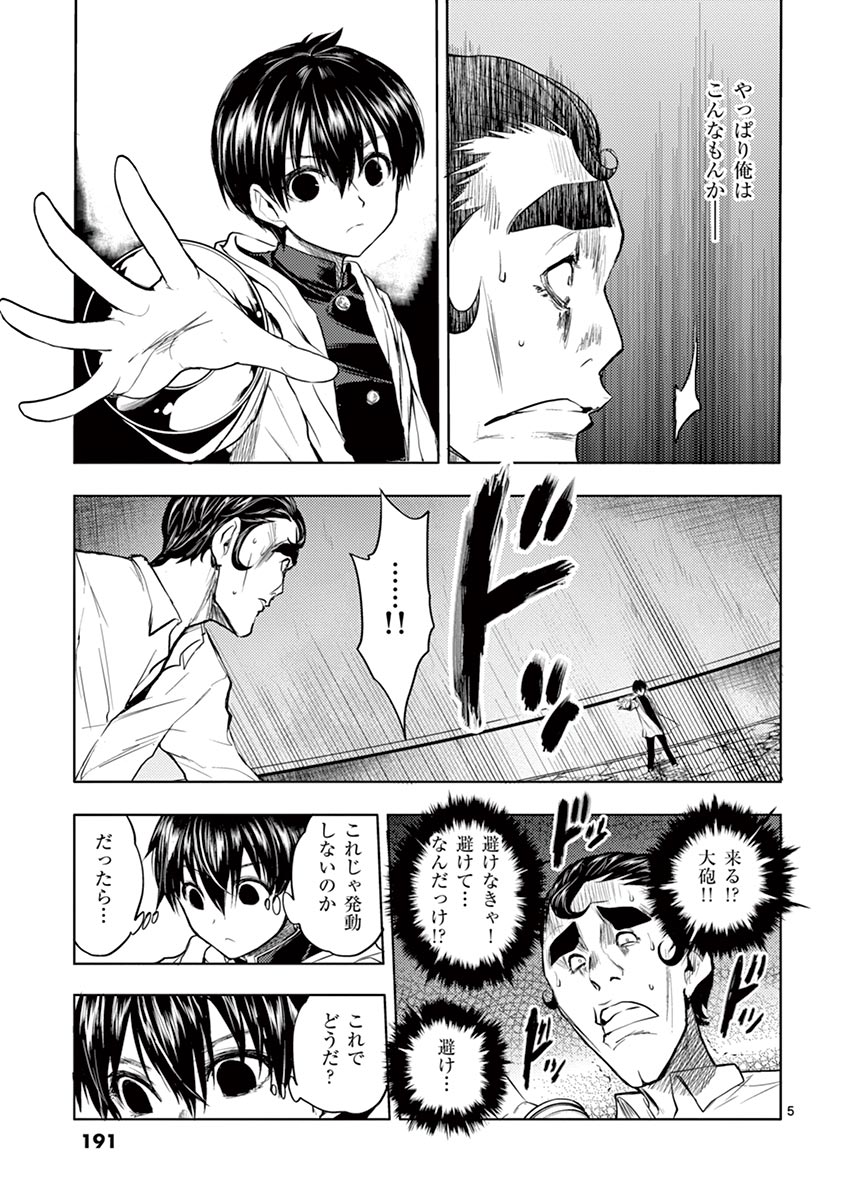 やっぱり俺は
こんなもんか――
……!!
ドドド
来る!?
大砲!!
避けなきゃ!
避けて…
なんだっけ!?
避け…
ドッ
ドッ
ドッ
これじゃ発動
しないのか
だったら…
これで
どうだ?
5
191